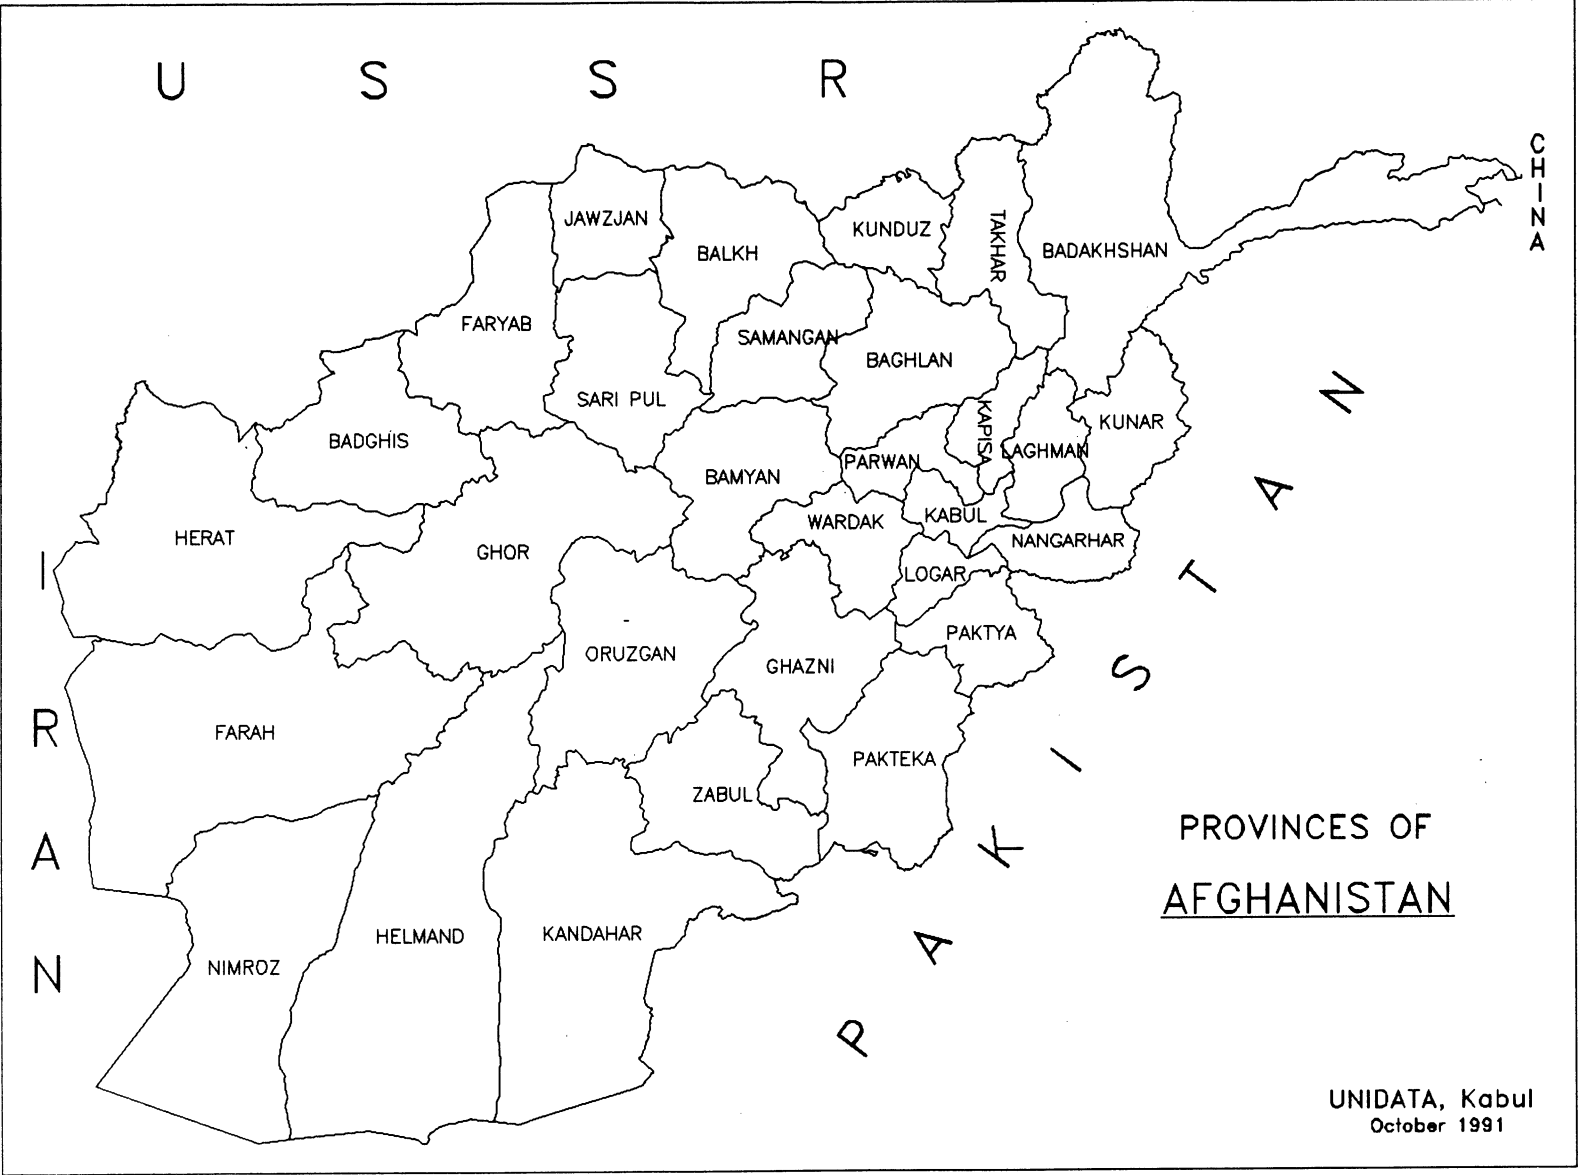 U S S R
CHINA
JAWZJAN
BALKH
KUNDUZ
TAKHAR
BADAKHSHAN
FARYAB
SAMANGAN
BAGHLAN
SARI PUL
BADGHIS
KAPISA
KUNAR
LAGHMAN
PARWAN
BAMYAN
HERAT
GHOR
WARDAK
KABUL
NANGARHAR
LOGAR
ORUZGAN
GHAZNI
PAKTYA
FARAH
PAKTEKA
ZABUL
NIMROZ
HELMAND
KANDAHAR
I R A N
P A K I S T A N
PROVINCES OF
AFGHANISTAN
UNIDATA, Kabul
October 1991